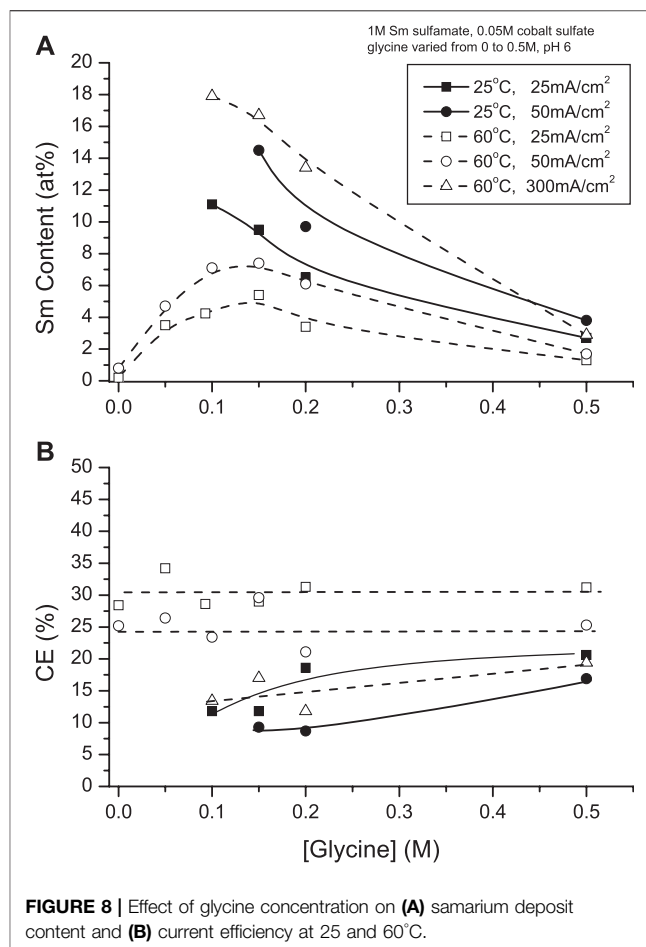 1M Sm sulfamate, 0.05M cobalt sulfate
glycine varied from 0 to 0.5M, pH 6
A
25°C, 25mA/cm²
25°C, 50mA/cm²
60°C, 25mA/cm²
60°C, 50mA/cm²
60°C, 300mA/cm²
Sm Content (at%)
20
18
16
14
12
10
8
6
4
2
0
0.0 0.1 0.2 0.3 0.4 0.5
B
CE (%)
50
45
40
35
30
25
20
15
10
5
0
0.0 0.1 0.2 0.3 0.4 0.5
[Glycine] (M)
FIGURE 8 | Effect of glycine concentration on (A) samarium deposit
content and (B) current efficiency at 25 and 60°C.